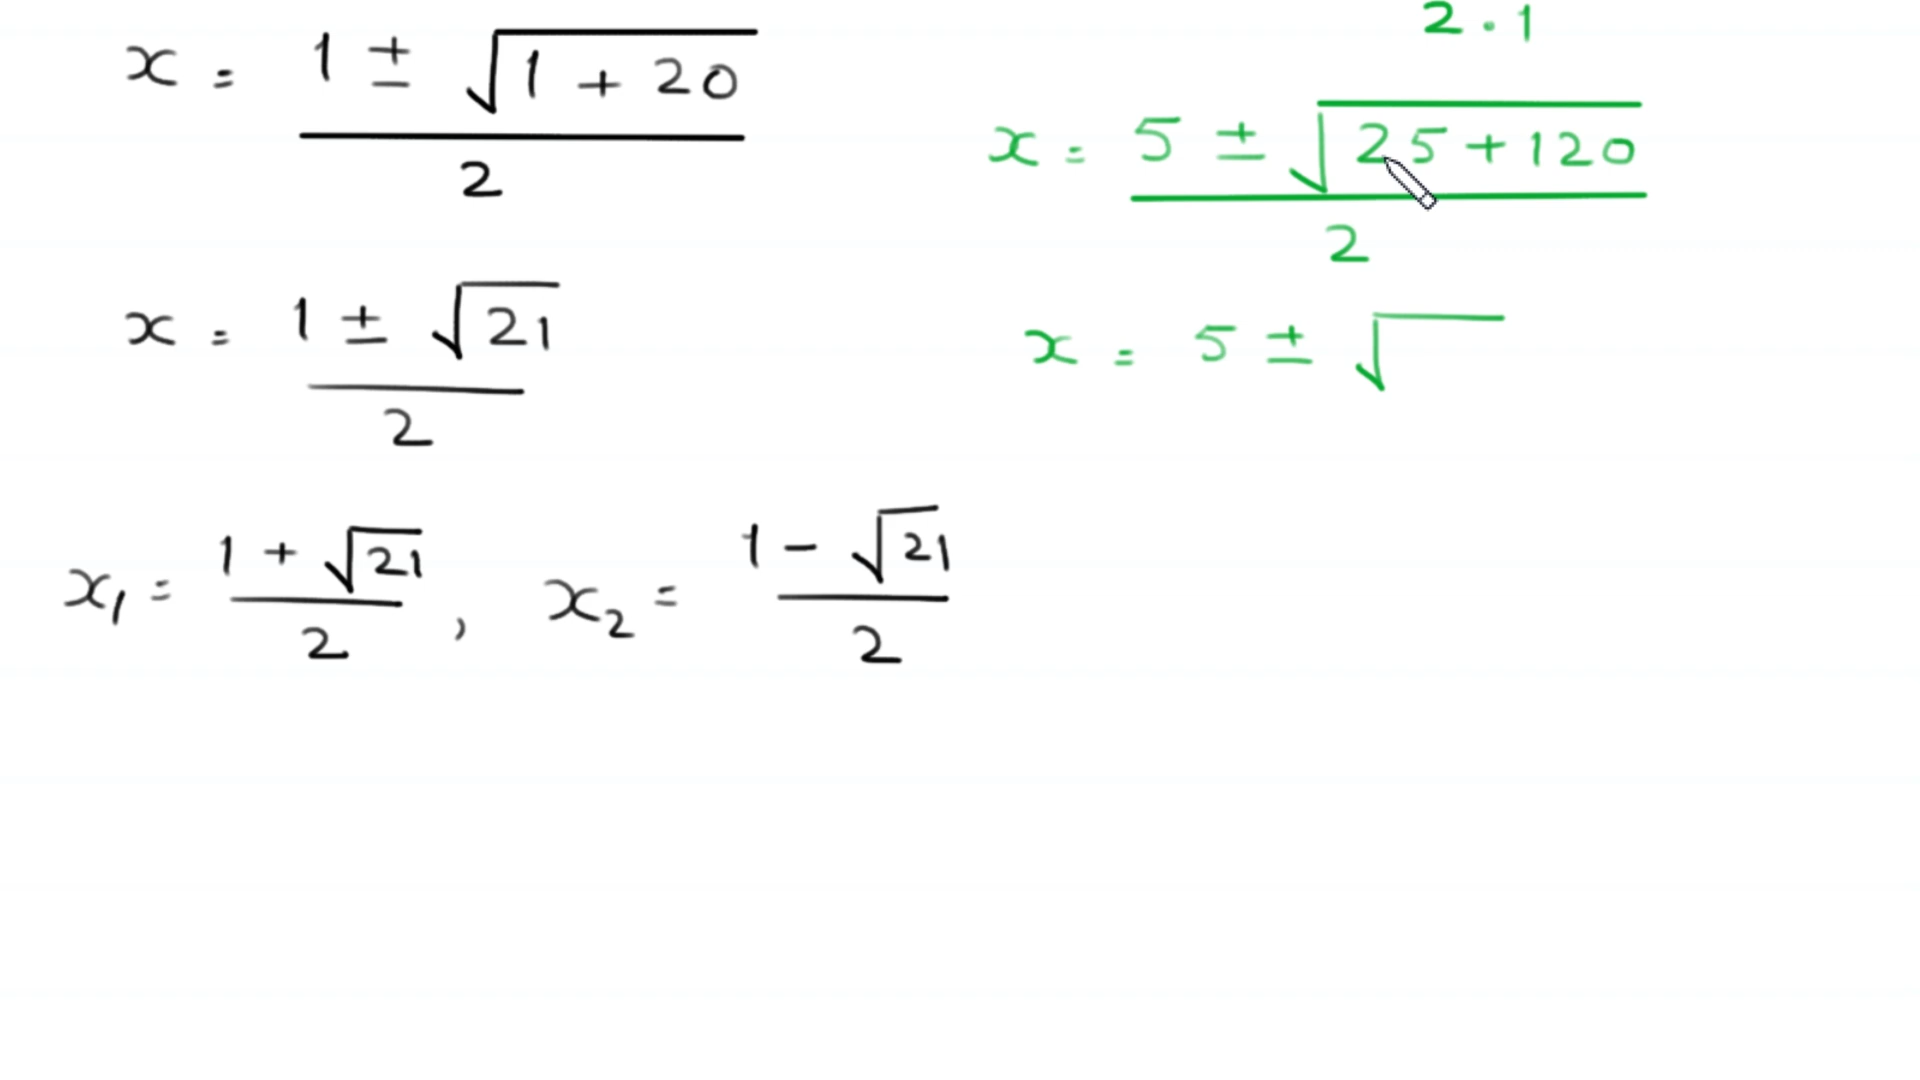 x = 1 ± √(1 + 20) / 2
x = 1 ± √21 / 2
x₁ = 1 + √21 / 2 , x₂ = 1 - √21 / 2
2 · 1
x = 5 ± √(25 + 120) / 2
x = 5 ± √